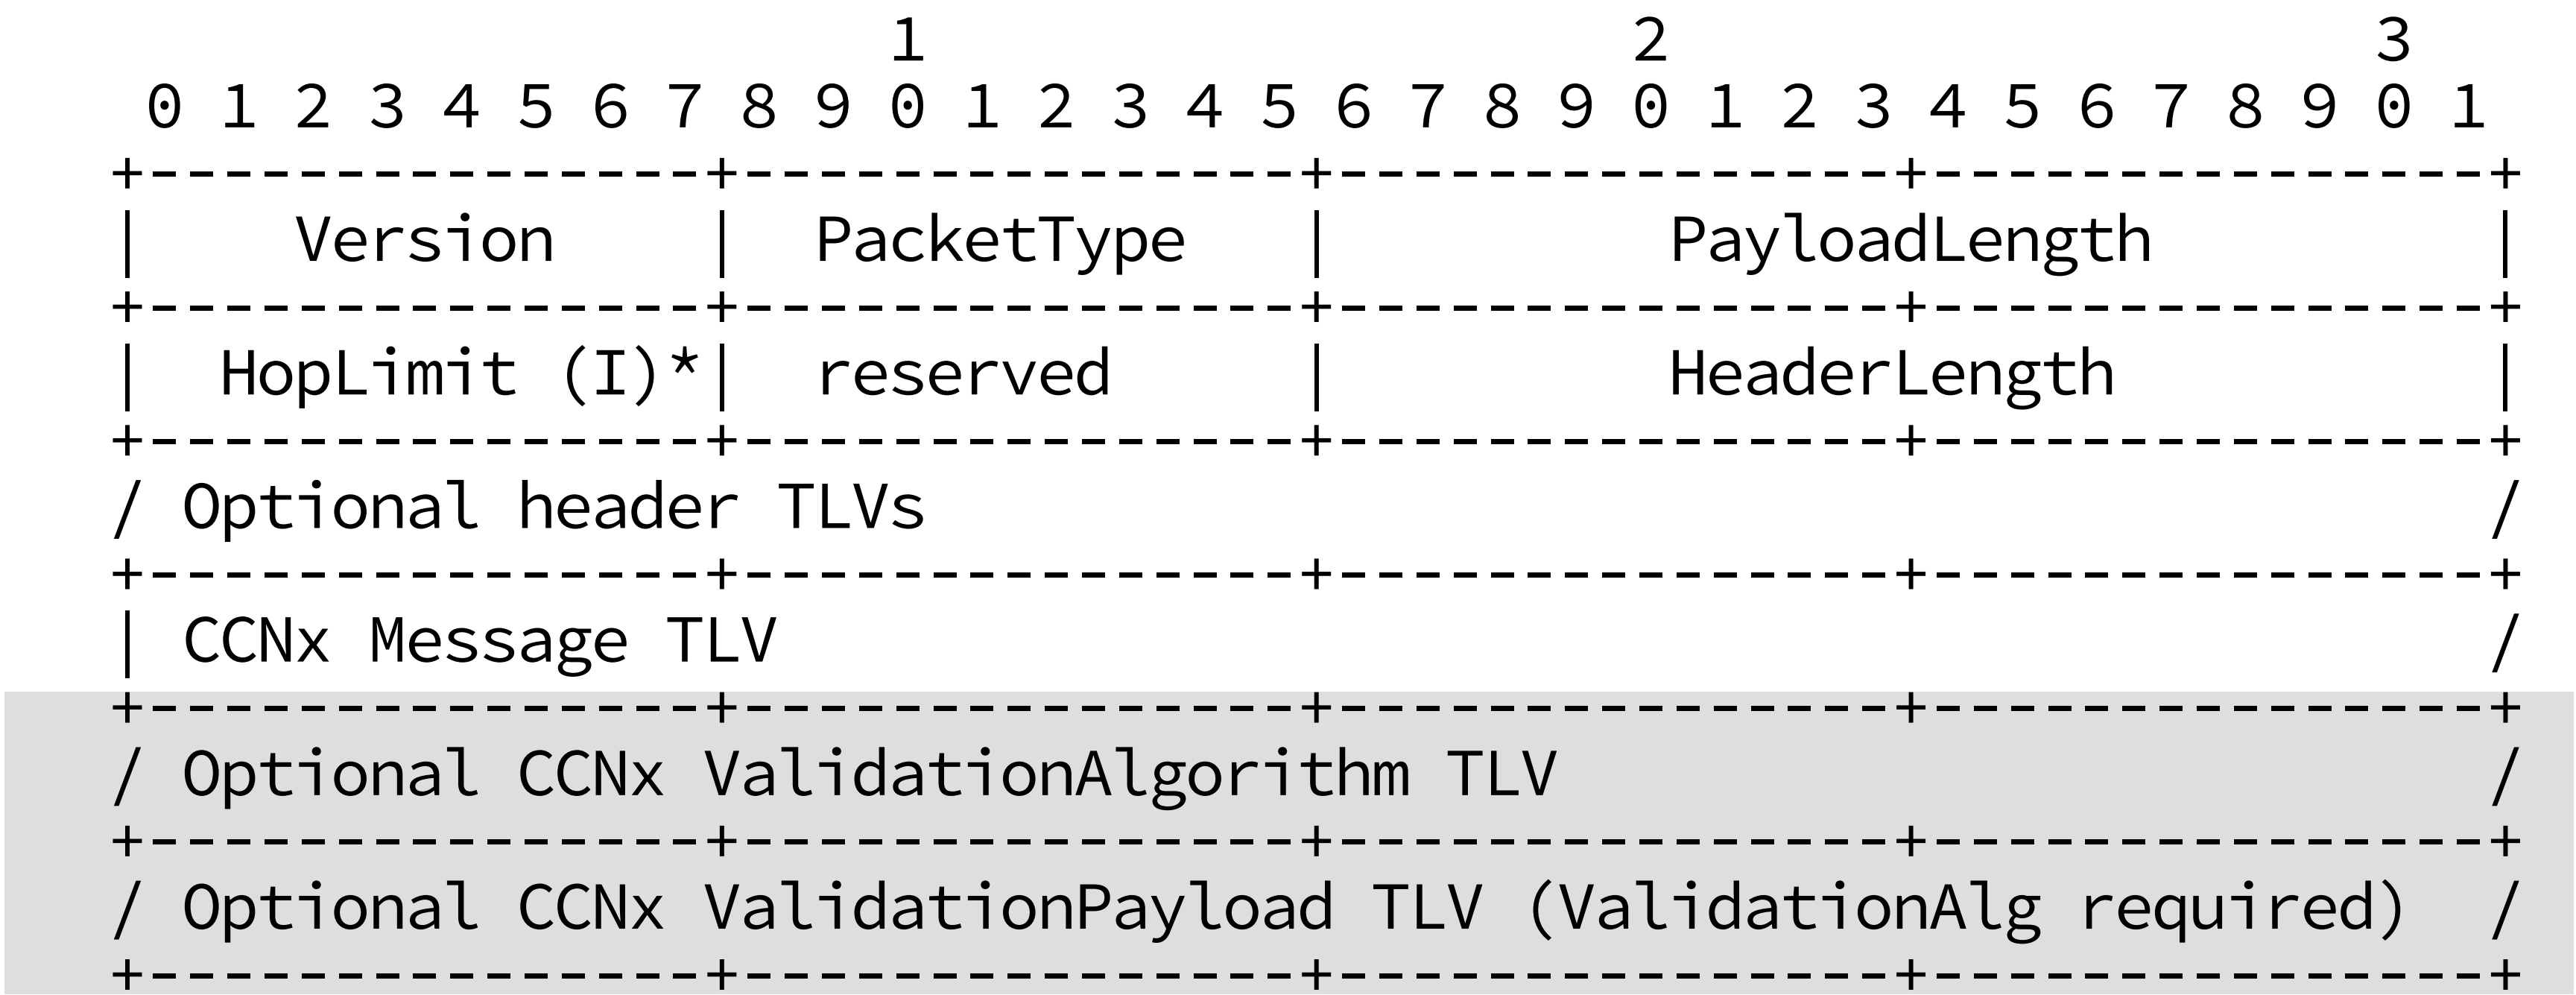 1                   2                   3
 0 1 2 3 4 5 6 7 8 9 0 1 2 3 4 5 6 7 8 9 0 1 2 3 4 5 6 7 8 9 0 1
+---------------+---------------+---------------+---------------+
|    Version    |  PacketType   |         PayloadLength         |
+---------------+---------------+---------------+---------------+
|  HopLimit (I)*|  reserved     |         HeaderLength          |
+---------------+---------------+---------------+---------------+
/ Optional header TLVs                                          /
+---------------+---------------+---------------+---------------+
| CCNx Message TLV                                              /
+---------------+---------------+---------------+---------------+
/ Optional CCNx ValidationAlgorithm TLV                         /
+---------------+---------------+---------------+---------------+
/ Optional CCNx ValidationPayload TLV (ValidationAlg required)  /
+---------------+---------------+---------------+---------------+